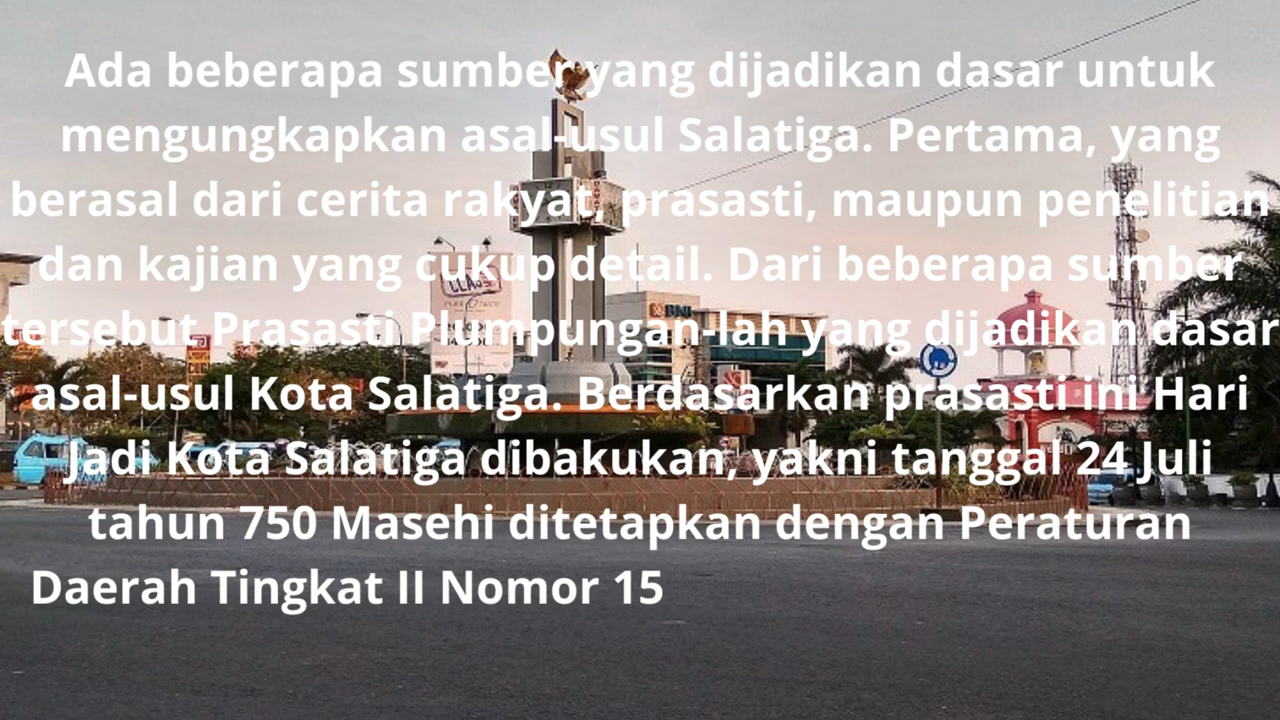 Ada beberapa sumber yang dijadikan dasar untuk
mengungkapkan asal-usul Salatiga. Pertama, yang
berasal dari cerita rakyat, prasasti, maupun penelitian
dan kajian yang cukup detail. Dari beberapa sumber
tersebut Prasasti Plumpungan-lah yang dijadikan dasar
asal-usul Kota Salatiga. Berdasarkan prasasti ini Hari
Jadi Kota Salatiga dibakukan, yakni tanggal 24 Juli
tahun 750 Masehi ditetapkan dengan Peraturan
Daerah Tingkat II Nomor 15
BNI